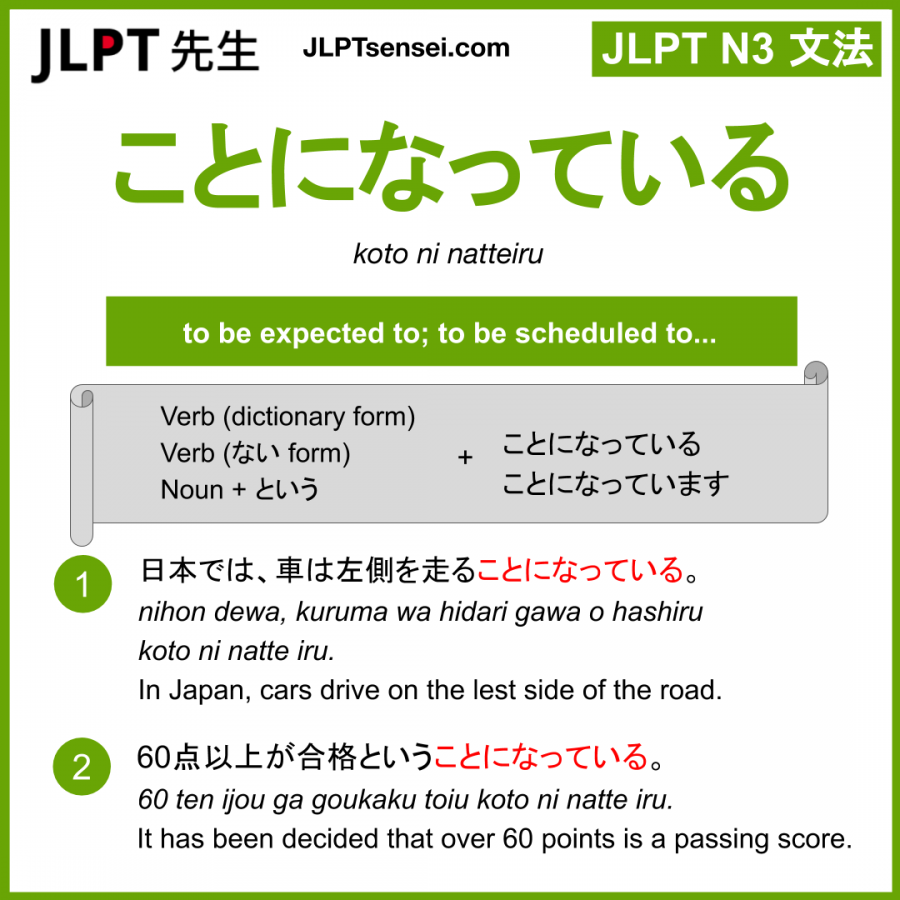 JLPT 先生
JLPTsensei.com
JLPT N3 文法
ことになっている
koto ni natteiru
to be expected to; to be scheduled to...
Verb (dictionary form)
Verb (ない form)
Noun + という
+
ことになっている
ことになっています
1
日本では、車は左側を走ることになっている。
nihon dewa, kuruma wa hidari gawa o hashiru
koto ni natte iru.
In Japan, cars drive on the lest side of the road.
2
60点以上が合格ということになっている。
60 ten ijou ga goukaku toiu koto ni natte iru.
It has been decided that over 60 points is a passing score.